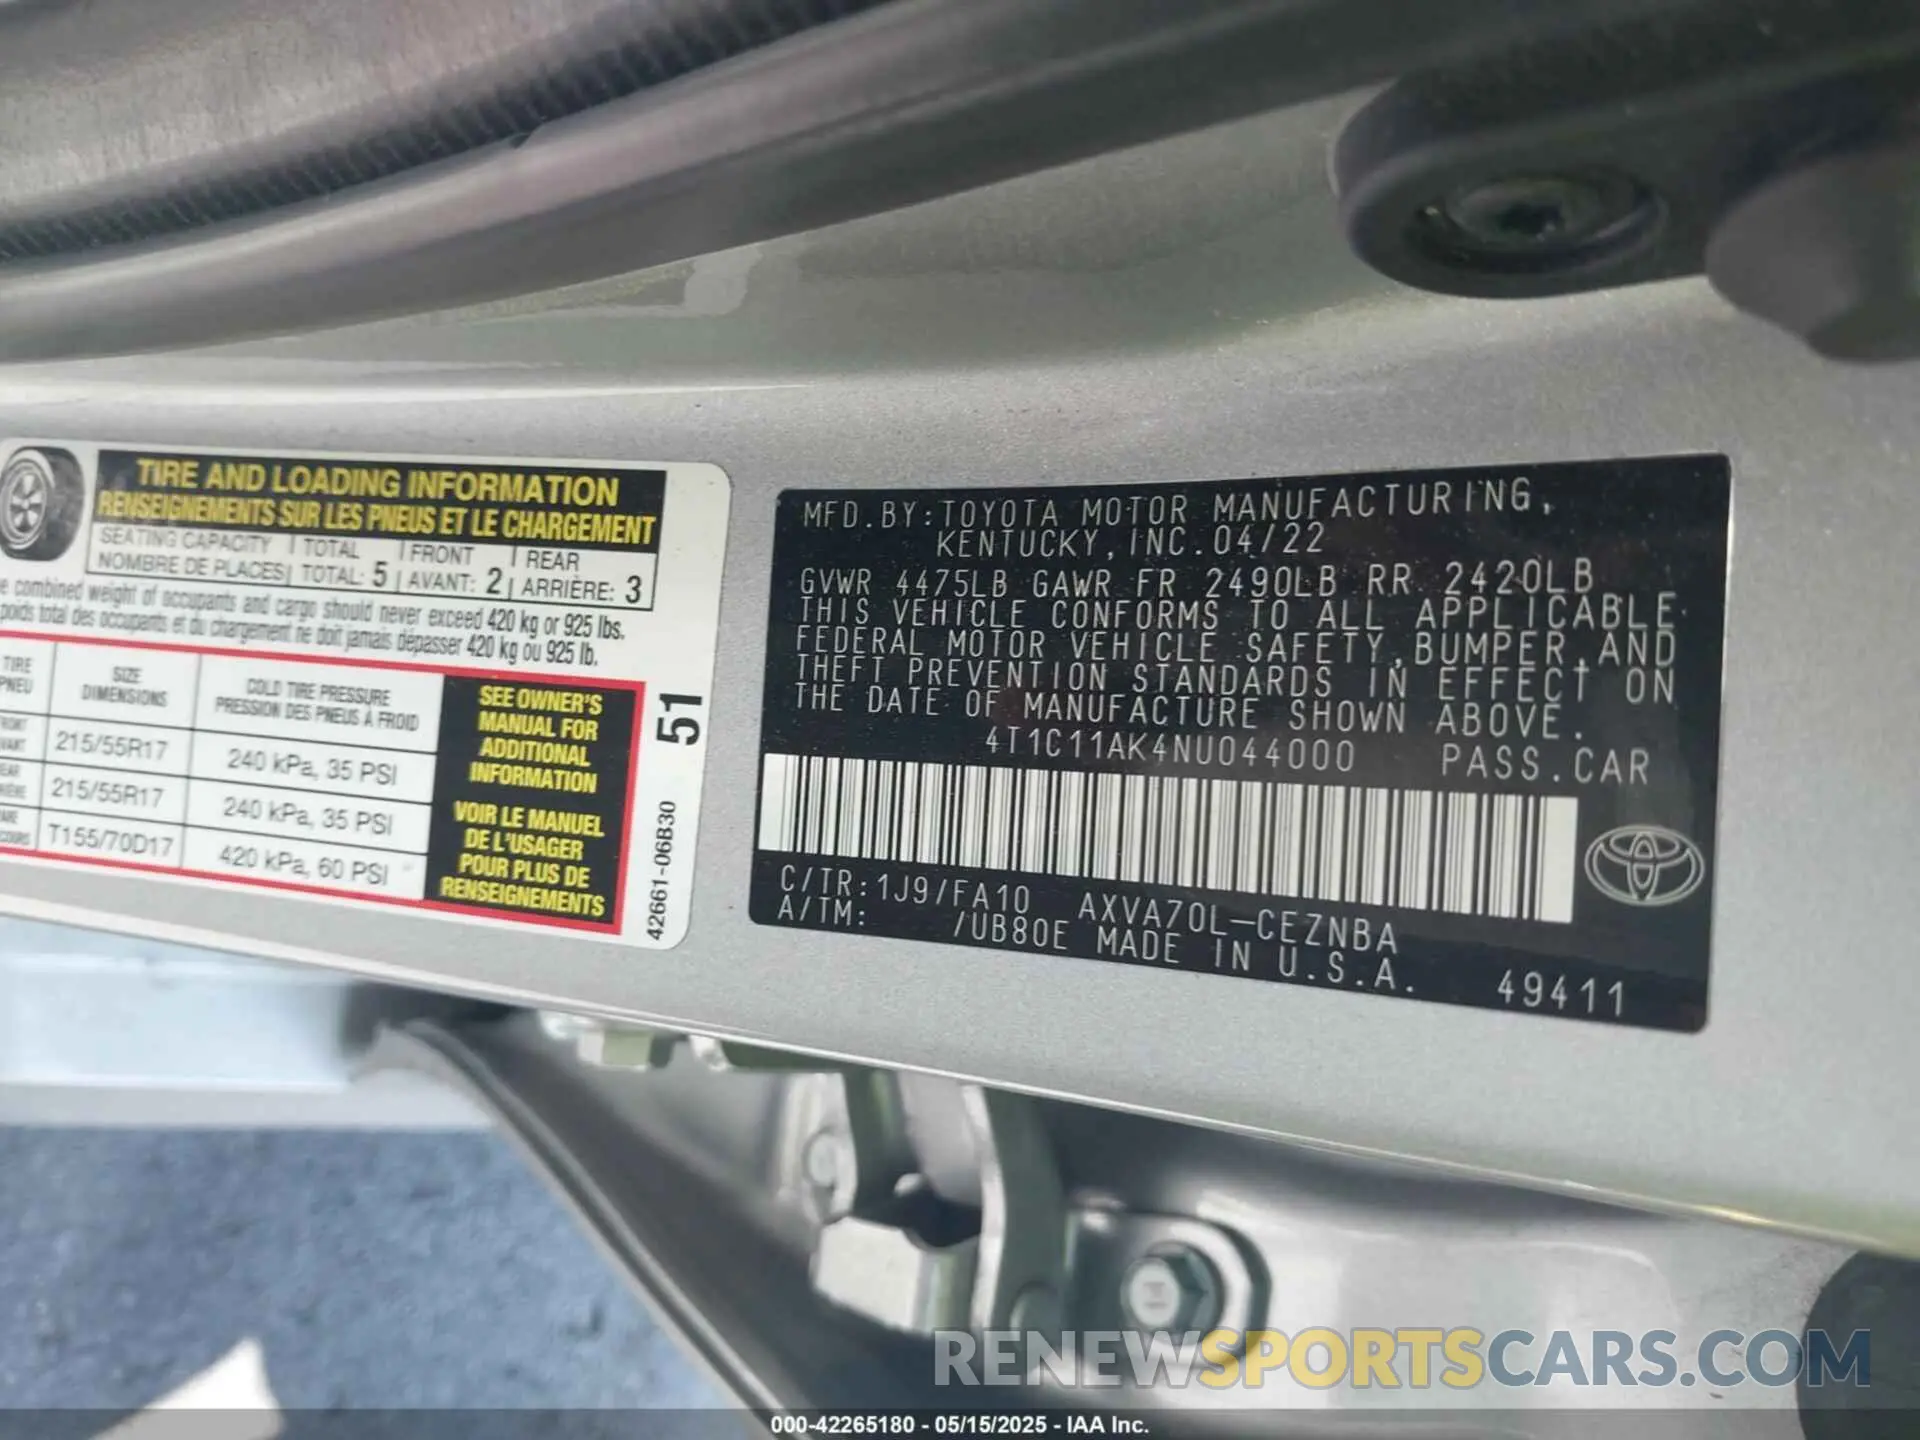 TIRE AND LOADING INFORMATION
RENSEIGNEMENTS SUR LES PNEUS ET LE CHARGEMENT
SEATING CAPACITY | TOTAL | FRONT | REAR
NOMBRE DE PLACES | TOTAL: 5 | AVANT: 2 | ARRIÈRE: 3
combined weight of occupants and cargo should never exceed 420 kg or 925 lbs.
poids total des occupants et du chargement ne doit jamais dépasser 420 kg ou 925 lb.
TIRE SIZE COLD TIRE PRESSURE
PNEU DIMENSIONS PRESSION DES PNEUS À FROID
215/55R17 240 kPa, 35 PSI
215/55R17 240 kPa, 35 PSI
T155/70D17 420 kPa, 60 PSI
SEE OWNER'S
MANUAL FOR
ADDITIONAL
INFORMATION
VOIR LE MANUEL
DE L'USAGER
POUR PLUS DE
RENSEIGNEMENTS
51
42661-06B30
MFD.BY:TOYOTA MOTOR MANUFACTURING,
KENTUCKY,INC.04/22
GVWR 4475LB GAWR FR 2490LB RR 2420LB
THIS VEHICLE CONFORMS TO ALL APPLICABLE
FEDERAL MOTOR VEHICLE SAFETY,BUMPER,AND
THEFT PREVENTION STANDARDS IN EFFECT ON
THE DATE OF MANUFACTURE SHOWN ABOVE.
4T1C11AK4NU044000 PASS.CAR
C/TR:1J9/FA10 AXVA70L-CEZNBA
A/TM: /UB80E MADE IN U.S.A.
49411
RENEWSPORTSCARS.COM
000-42265180 - 05/15/2025 - IAA Inc.